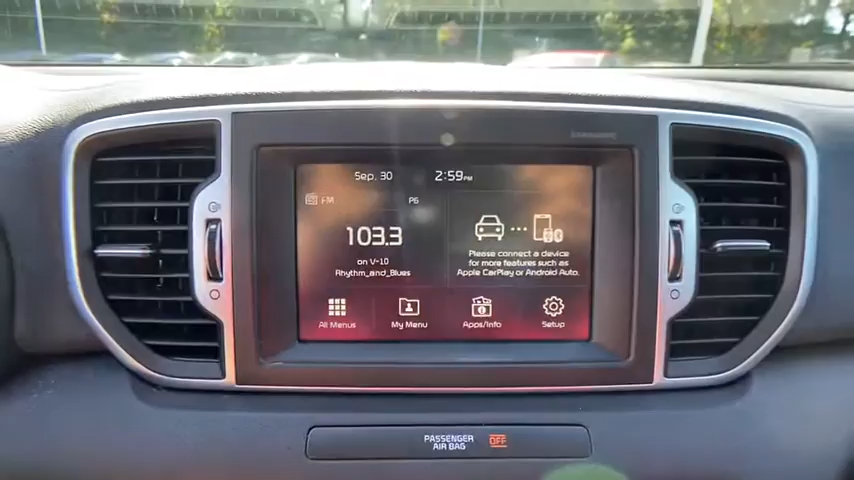 Sep. 30 2:59PM
FM P6
103.3
on V-10
Rhythm_and_Blues
Please connect a device
for more features such as
Apple CarPlay or Android Auto.
All Menus My Menu Apps/Info Setup
PASSENGER
AIR BAG OFF